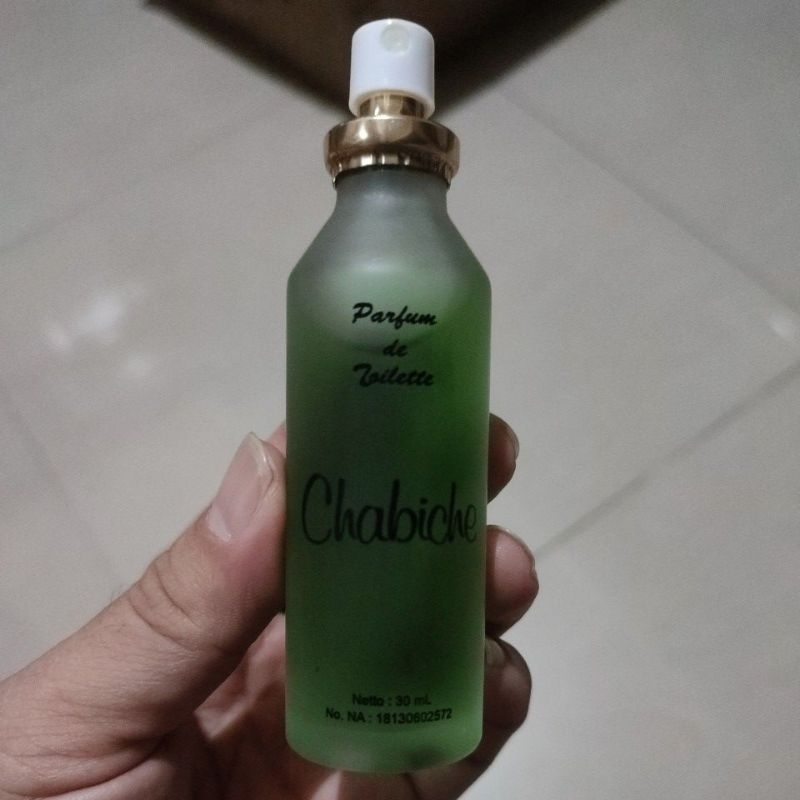 Parfum
de
Toilette
Chabiche
Netto : 30 mL
No. NA : 18130602572